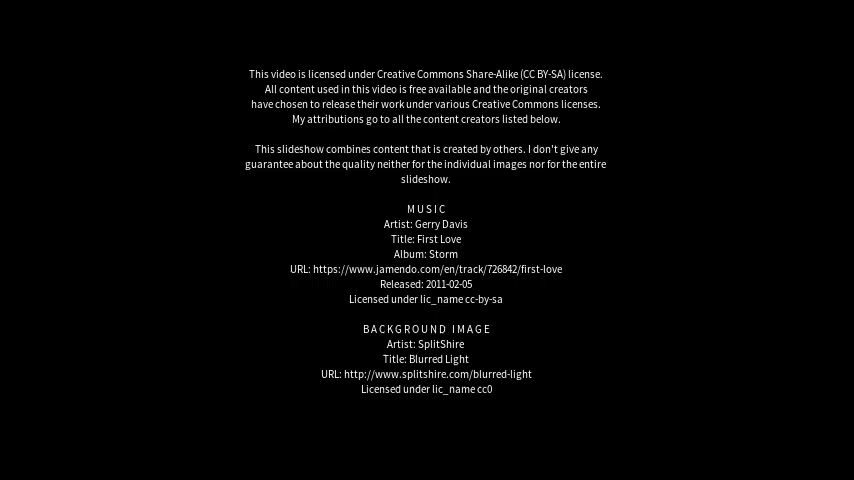 This video is licensed under Creative Commons Share-Alike (CC BY-SA) license.
All content used in this video is free available and the original creators
have chosen to release their work under various Creative Commons licenses.
My attributions go to all the content creators listed below.
This slideshow combines content that is created by others. I don't give any
guarantee about the quality neither for the individual images nor for the entire
slideshow.
MUSIC
Artist: Gerry Davis
Title: First Love
Album: Storm
URL: https://www.jamendo.com/en/track/726842/first-love
Released: 2011-02-05
Licensed under lic_name cc-by-sa
BACKGROUND IMAGE
Artist: SplitShire
Title: Blurred Light
URL: http://www.splitshire.com/blurred-light
Licensed under lic_name cc0